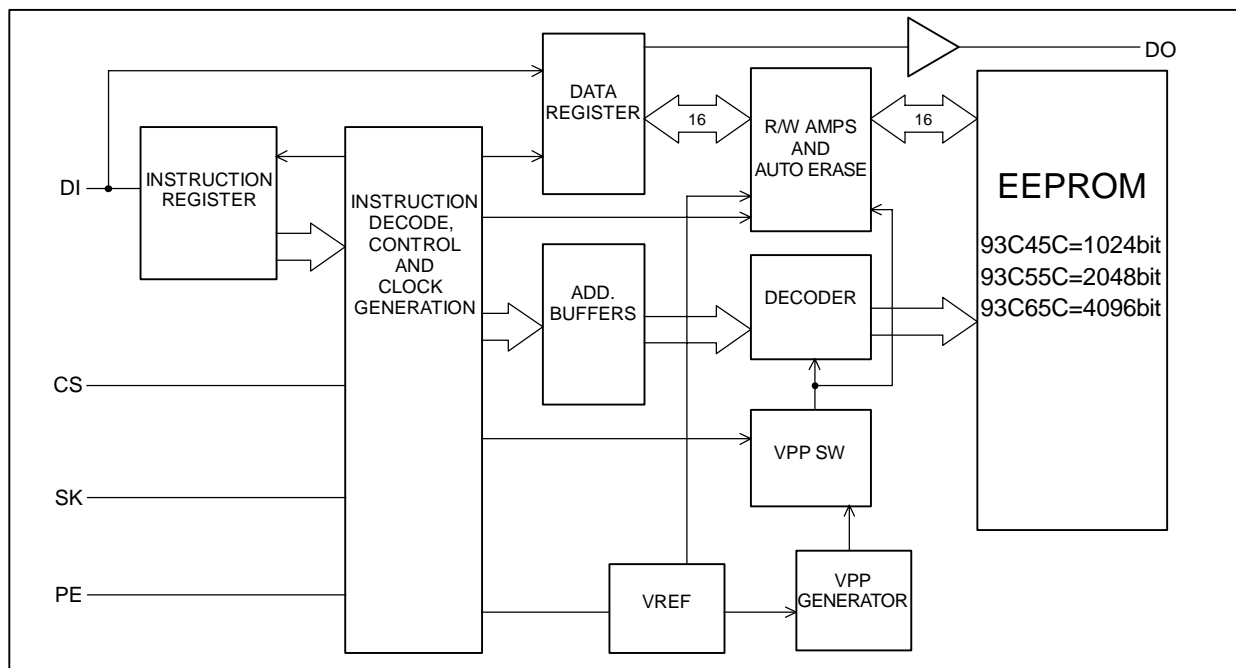 DO
DATA
REGISTER
16
R/W AMPS
AND
AUTO ERASE
16
EEPROM
93C45C=1024bit
93C55C=2048bit
93C65C=4096bit
DI
INSTRUCTION
REGISTER
INSTRUCTION
DECODE,
CONTROL
AND
CLOCK
GENERATION
ADD.
BUFFERS
DECODER
CS
VPP SW
SK
PE
VREF
VPP
GENERATOR